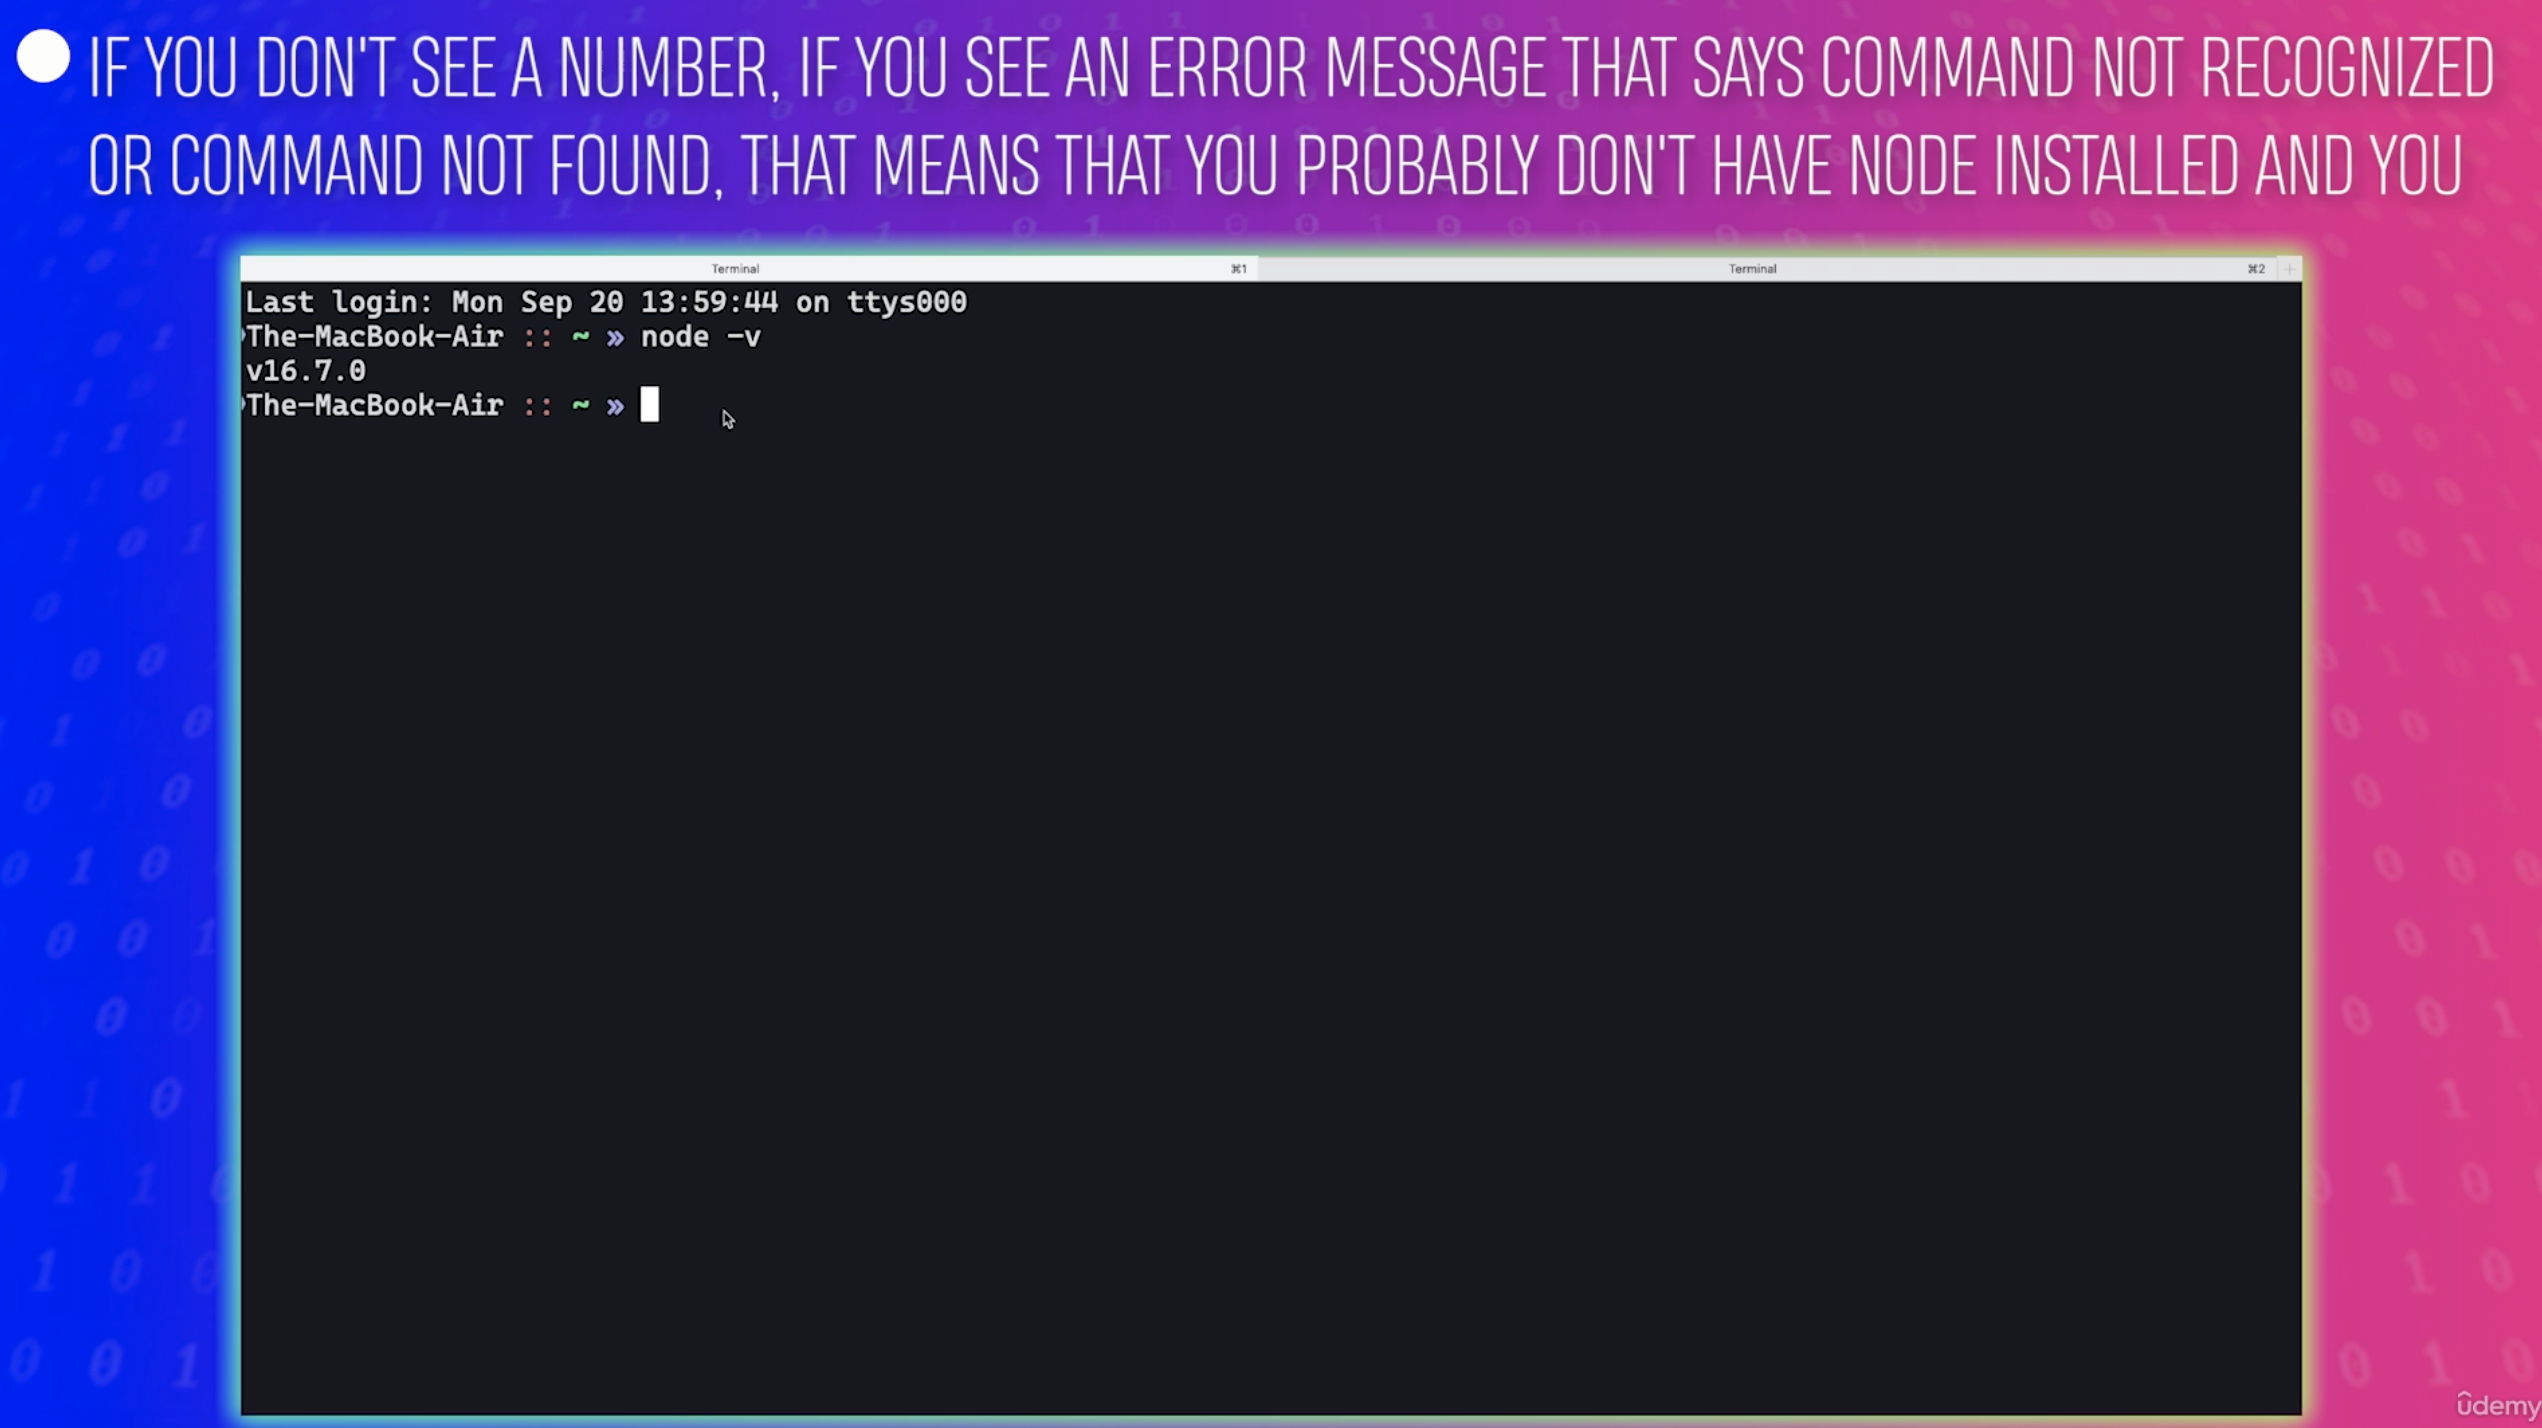 IF YOU DON'T SEE A NUMBER, IF YOU SEE AN ERROR MESSAGE THAT SAYS COMMAND NOT RECOGNIZED
OR COMMAND NOT FOUND, THAT MEANS THAT YOU PROBABLY DON'T HAVE NODE INSTALLED AND YOU
Terminal ⌘1 Terminal ⌘2 +
Last login: Mon Sep 20 13:59:44 on ttys000
The-MacBook-Air :: ~ » node -v
v16.7.0
The-MacBook-Air :: ~ »
ûdemy